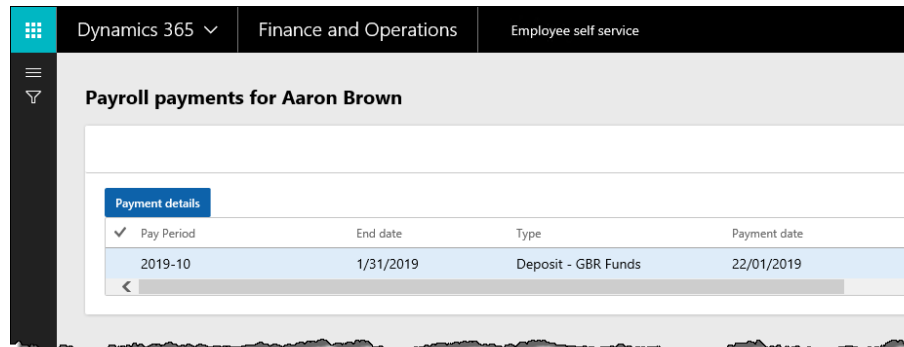 Dynamics 365 Finance and Operations Employee self service
Payroll payments for Aaron Brown
Payment details
Pay Period End date Type Payment date
2019-10 1/31/2019 Deposit - GBR Funds 22/01/2019